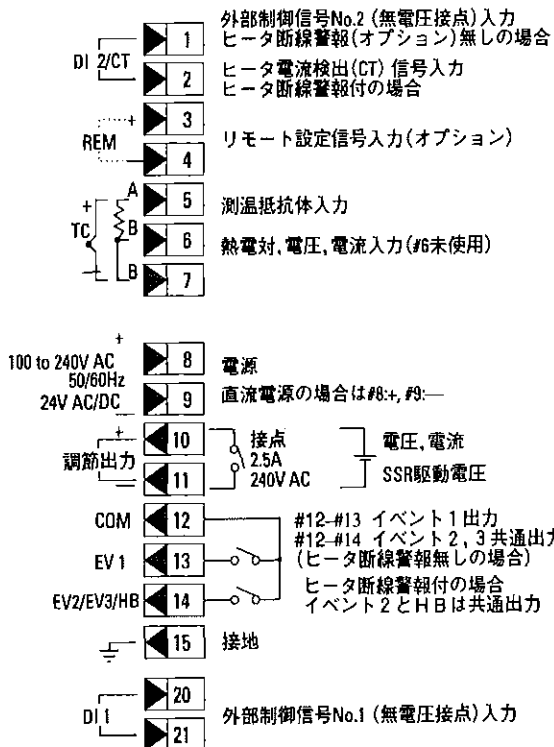 外部制御信号No.2 (無電圧接点) 入力
1 ヒータ断線警報(オプション)無しの場合
DI 2/CT
2 ヒータ電流検出(CT) 信号入力
ヒータ断線警報付の場合
+ 3
REM リモート設定信号入力(オプション)
4
+ A 5 測温抵抗体入力
TC B 6 熱電対,電圧,電流入力(#6未使用)
— B 7
+
100 to 240V AC 8 電源
50/60Hz
24V AC/DC 9 直流電源の場合は#8:+, #9:—
—
+ 10 接点 電圧,電流
調節出力 2.5A
— 11 240V AC SSR駆動電圧
COM 12 #12–#13 イベント1出力
#12–#14 イベント2,3共通出力
EV 1 13 (ヒータ断線警報無しの場合)
EV2/EV3/HB 14 ヒータ断線警報付の場合
イベント2とHBは共通出力
15 接地
20
DI 1 外部制御信号No.1 (無電圧接点) 入力
21